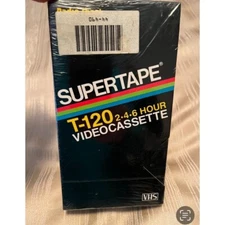 SUPERTAPE®
T-120 2•4•6 HOUR
VIDEOCASSETTE
VHS